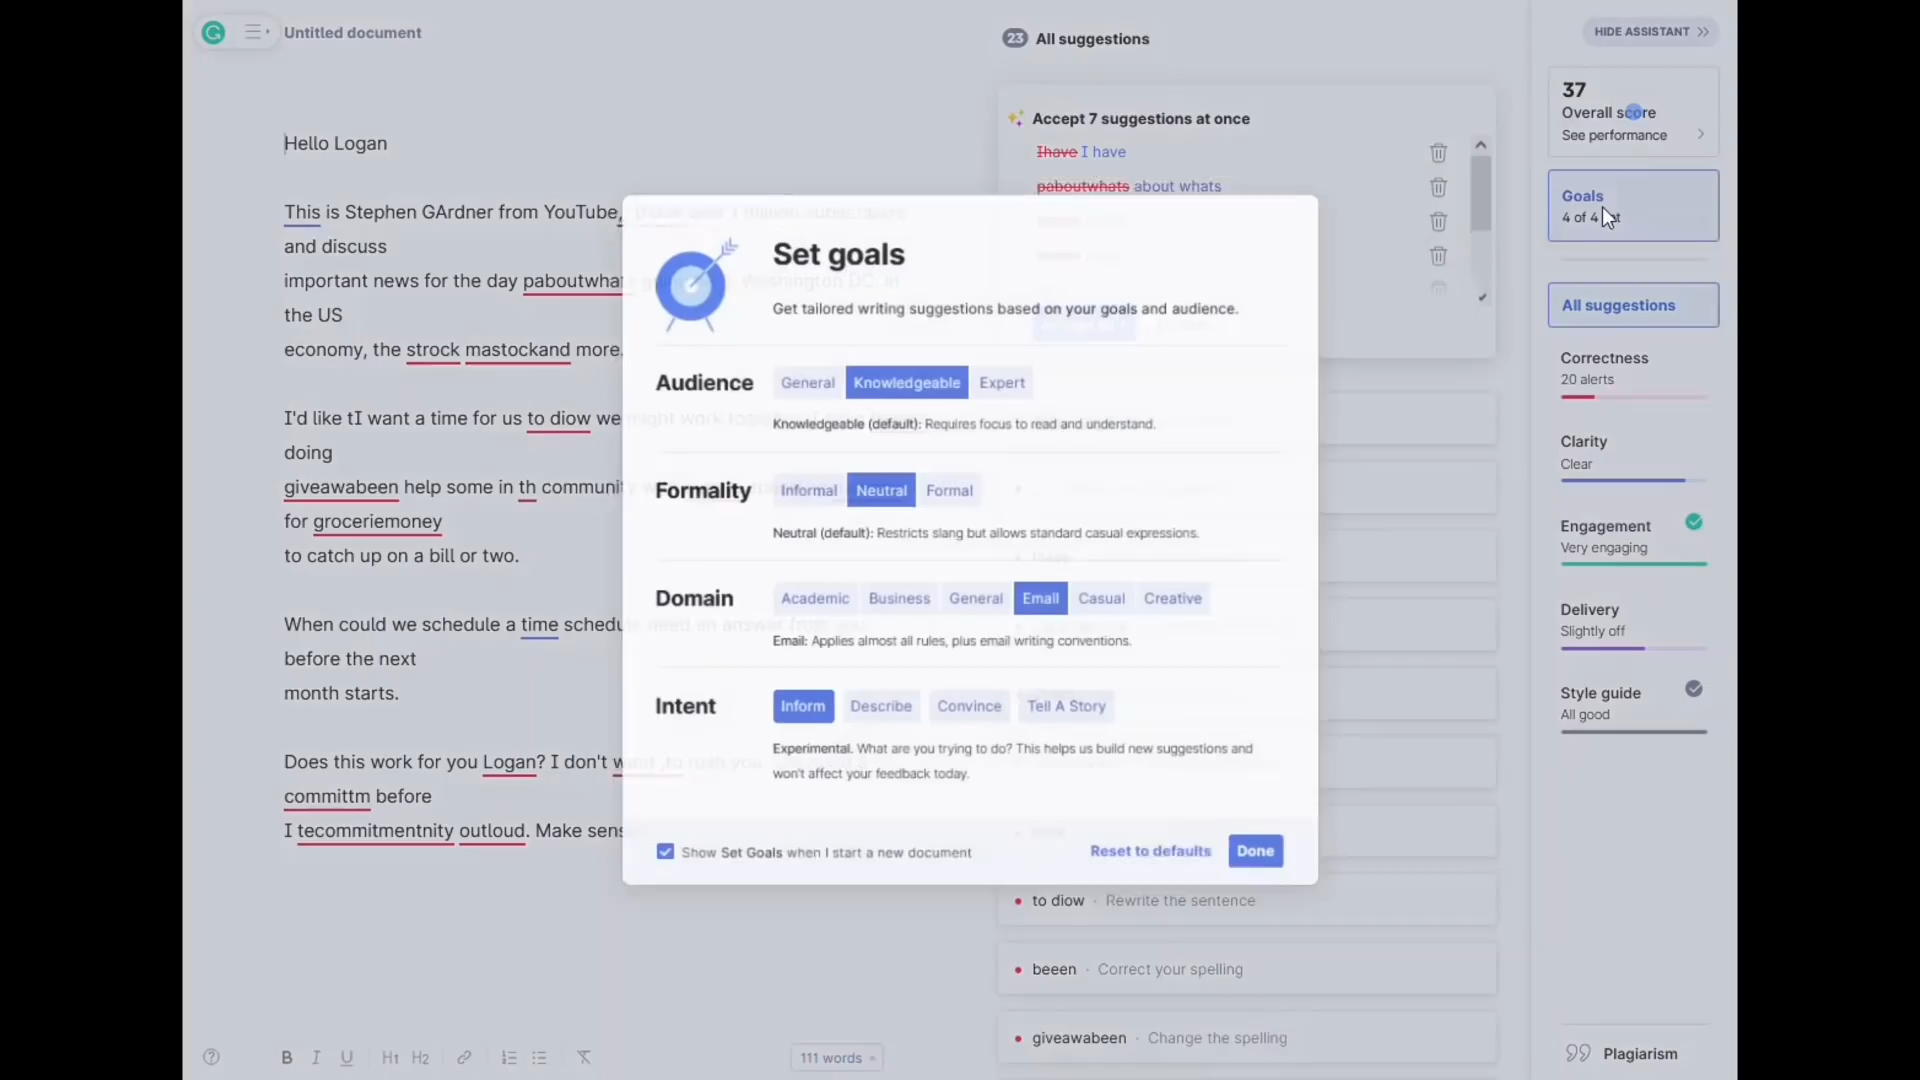 Untitled document
Hello Logan
This is Stephen GArdner from YouTube,
and discuss
important news for the day paboutwhat
the US
economy, the strock mastockand more.
I'd like tI want a time for us to diow we
doing
giveawabeen help some in th communit
for groceriemoney
to catch up on a bill or two.
When could we schedule a time schedu
before the next
month starts.
Does this work for you Logan? I don't
committm before
I tecommitmentnity outloud. Make sens
111 words
B I U H1 H2
Set goals
Get tailored writing suggestions based on your goals and audience.
Audience General Knowledgeable Expert
Knowledgeable (default): Requires focus to read and understand.
Formality Informal Neutral Formal
Neutral (default): Restricts slang but allows standard casual expressions.
Domain Academic Business General Email Casual Creative
Email: Applies almost all rules, plus email writing conventions.
Intent Inform Describe Convince Tell A Story
Experimental. What are you trying to do? This helps us build new suggestions and
won't affect your feedback today.
Show Set Goals when I start a new document
Reset to defaults
Done
23 All suggestions
Accept 7 suggestions at once
Ihave I have
paboutwhats about whats
to diow · Rewrite the sentence
beeen · Correct your spelling
giveawabeen · Change the spelling
HIDE ASSISTANT
37
Overall score
See performance
Goals
4 of 4
All suggestions
Correctness
20 alerts
Clarity
Clear
Engagement
Very engaging
Delivery
Slightly off
Style guide
All good
Plagiarism